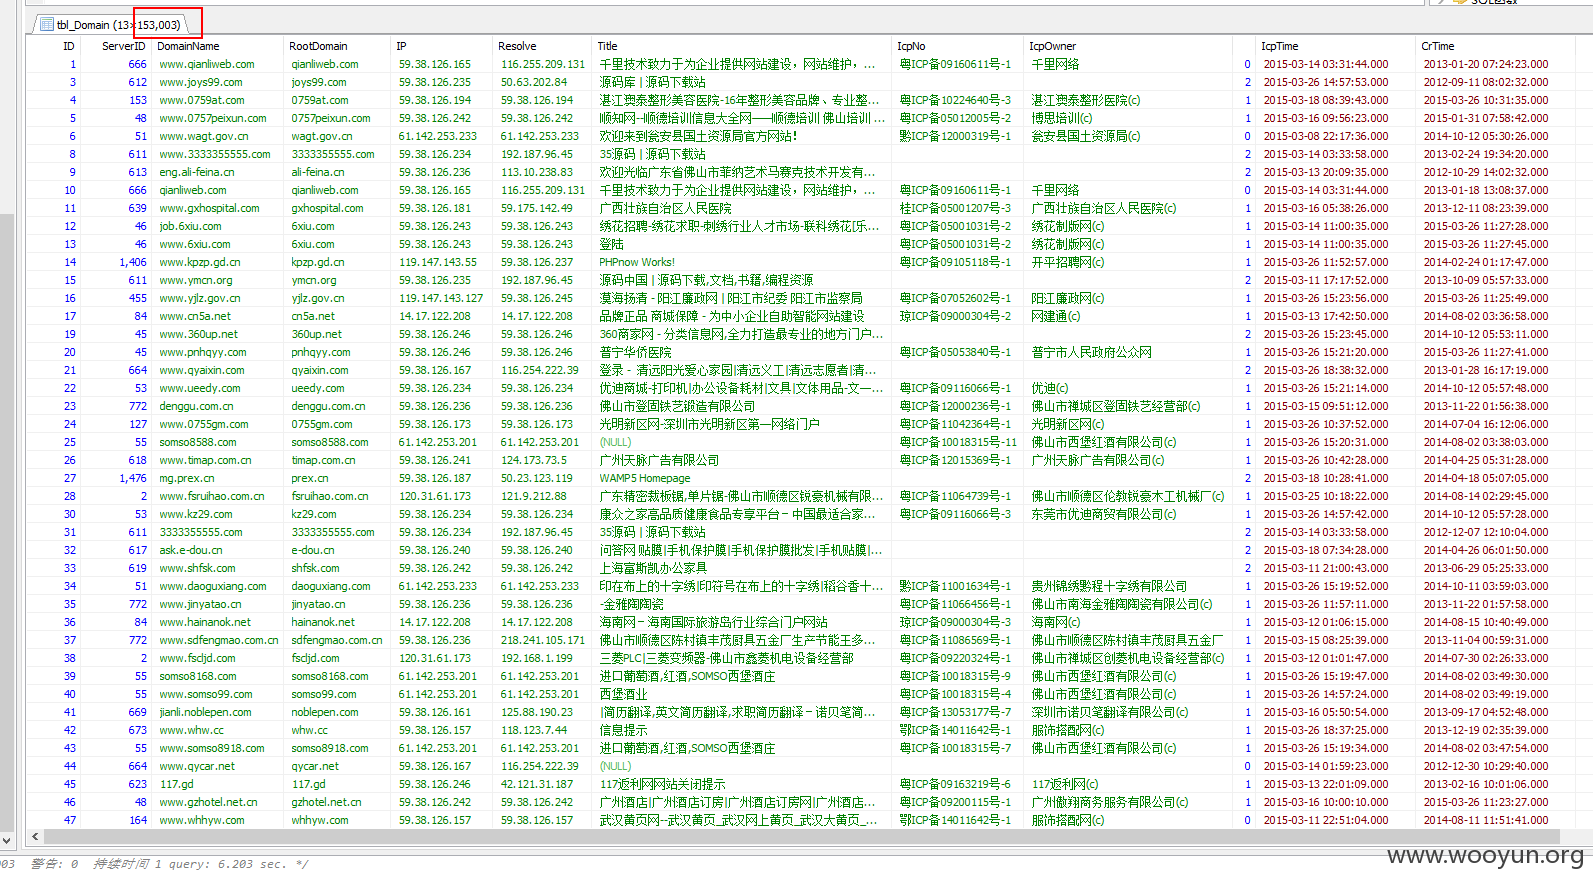 SQL函数
tbl_Domain (13×153,003)
ID ServerID DomainName RootDomain IP Resolve Title IcpNo IcpOwner IcpTime CrTime
1 666 www.qianliweb.com qianliweb.com 59.38.126.165 116.255.209.131 千里技术致力于为企业提供网站建设，网站维护，... 粤ICP备09160611号-1 千里网络 0 2015-03-14 03:31:44.000 2013-01-20 07:24:23.000
3 612 www.joys99.com joys99.com 59.38.126.235 50.63.202.84 源码库 | 源码下载站 2 2015-03-26 14:57:53.000 2012-09-11 08:02:32.000
4 153 www.0759at.com 0759at.com 59.38.126.194 59.38.126.194 湛江澳泰整形美容医院-16年整形美容品牌、专业整... 粤ICP备10224640号-3 湛江澳泰整形医院(c) 1 2015-03-18 08:39:43.000 2015-03-26 10:31:35.000
5 48 www.0757peixun.com 0757peixun.com 59.38.126.242 59.38.126.242 顺知网--顺德培训信息大全网——顺德培训 佛山培训 ... 粤ICP备05012005号-2 博思培训(c) 1 2015-03-16 09:56:23.000 2015-01-31 07:58:42.000
6 51 www.wagt.gov.cn wagt.gov.cn 61.142.253.233 61.142.253.233 欢迎来到瓮安县国土资源局官方网站！ 黔ICP备12000319号-1 瓮安县国土资源局(c) 0 2015-03-08 22:17:36.000 2014-10-12 05:30:26.000
8 611 www.3333355555.com 3333355555.com 59.38.126.234 192.187.96.45 35源码 | 源码下载站 2 2015-03-14 03:33:58.000 2013-02-24 19:34:20.000
9 613 eng.ali-feina.cn ali-feina.cn 59.38.126.236 113.10.238.83 欢迎光临广东省佛山市菲纳艺术马赛克技术开发有... 2 2015-03-13 20:09:35.000 2012-10-29 14:02:32.000
10 666 qianliweb.com qianliweb.com 59.38.126.165 116.255.209.131 千里技术致力于为企业提供网站建设，网站维护，... 粤ICP备09160611号-1 千里网络 0 2015-03-14 03:31:44.000 2013-01-18 13:08:37.000
11 639 www.gxhospital.com gxhospital.com 59.38.126.181 59.175.142.49 广西壮族自治区人民医院 桂ICP备05001207号-3 广西壮族自治区人民医院(c) 1 2015-03-16 05:38:26.000 2013-12-11 08:23:39.000
12 46 job.6xiu.com 6xiu.com 59.38.126.243 59.38.126.243 绣花招聘-绣花求职-刺绣行业人才市场-联科绣花[乐... 粤ICP备05001031号-2 绣花制版网(c) 1 2015-03-14 11:00:35.000 2015-03-26 11:27:28.000
13 46 www.6xiu.com 6xiu.com 59.38.126.243 59.38.126.243 登陆 粤ICP备05001031号-2 绣花制版网(c) 1 2015-03-14 11:00:35.000 2015-03-26 11:27:45.000
14 1,406 www.kpzp.gd.cn kpzp.gd.cn 119.147.143.55 59.38.126.237 PHPnow Works! 粤ICP备09105118号-1 开平招聘网(c) 1 2015-03-26 11:52:57.000 2014-02-24 01:17:47.000
15 611 www.ymcn.org ymcn.org 59.38.126.235 192.187.96.45 源码中国 | 源码下载,文档,书籍,编程资源 2 2015-03-11 17:17:52.000 2013-10-09 05:57:33.000
16 455 www.yjlz.gov.cn yjlz.gov.cn 119.147.143.127 59.38.126.245 漠海扬清 - 阳江廉政网 | 阳江市纪委 阳江市监察局 粤ICP备07052602号-1 阳江廉政网(c) 1 2015-03-26 15:23:56.000 2015-03-26 11:25:49.000
17 84 www.cn5a.net cn5a.net 14.17.122.208 14.17.122.208 品牌正品 商城保障 - 为中小企业自助智能网站建设 琼ICP备09000304号-2 网建通(c) 1 2015-03-13 17:42:50.000 2014-08-02 03:36:58.000
19 45 www.360up.net 360up.net 59.38.126.246 59.38.126.246 360商家网 - 分类信息网,全力打造最专业的地方门户... 2 2015-03-26 15:23:45.000 2014-10-12 05:53:11.000
20 45 www.pnhqyy.com pnhqyy.com 59.38.126.246 59.38.126.246 普宁华侨医院 粤ICP备05053840号-1 普宁市人民政府公众网 1 2015-03-26 15:21:20.000 2015-03-26 11:27:41.000
21 664 www.qyaixin.com qyaixin.com 59.38.126.167 116.254.222.39 登录 - 清远阳光爱心家园|清远义工|清远志愿者|清... 2 2015-03-26 18:38:32.000 2013-01-28 16:17:19.000
22 53 www.ueedy.com ueedy.com 59.38.126.234 59.38.126.234 优迪商城-打印机|办公设备耗材|文具|文体用品-文一... 粤ICP备09116066号-1 优迪(c) 1 2015-03-26 15:21:14.000 2014-10-12 05:57:48.000
23 772 denggu.com.cn denggu.com.cn 59.38.126.236 59.38.126.236 佛山市登固铁艺锻造有限公司 粤ICP备12000236号-1 佛山市禅城区登固铁艺经营部(c) 1 2015-03-15 09:51:12.000 2013-11-22 01:56:38.000
24 127 www.0755gm.com 0755gm.com 59.38.126.173 59.38.126.173 光明新区网-深圳市光明新区第一网络门户 粤ICP备11042364号-1 光明新区网(c) 1 2015-03-26 10:37:52.000 2014-07-04 16:12:06.000
25 55 somso8588.com somso8588.com 61.142.253.201 61.142.253.201 (NULL) 粤ICP备10018315号-11 佛山市西堡红酒有限公司(c) 1 2015-03-26 15:20:31.000 2014-08-02 03:38:03.000
26 618 www.timap.com.cn timap.com.cn 59.38.126.241 124.173.73.5 广州天脉广告有限公司 粤ICP备12015369号-1 广州天脉广告有限公司(c) 1 2015-03-26 10:42:28.000 2014-04-25 05:31:28.000
27 1,476 mg.prex.cn prex.cn 59.38.126.187 50.23.123.119 WAMP5 Homepage 2 2015-03-18 10:28:41.000 2014-04-18 05:07:05.000
28 2 www.fsruihao.com.cn fsruihao.com.cn 120.31.61.173 121.9.212.88 广东精密裁板锯,单片锯-佛山市顺德区锐豪机械有限... 粤ICP备11064739号-1 佛山市顺德区伦教锐豪木工机械厂(c) 1 2015-03-25 10:18:22.000 2014-08-14 02:29:45.000
30 53 www.kz29.com kz29.com 59.38.126.234 59.38.126.234 康众之家高品质健康食品专享平台 – 中国最适合家... 粤ICP备09116066号-3 东莞市优迪商贸有限公司(c) 1 2015-03-26 14:57:42.000 2014-10-12 05:57:28.000
31 611 3333355555.com 3333355555.com 59.38.126.234 192.187.96.45 35源码 | 源码下载站 2 2015-03-14 03:33:58.000 2012-12-07 12:10:04.000
32 617 ask.e-dou.cn e-dou.cn 59.38.126.240 59.38.126.240 问答网 贴膜|手机保护膜|手机保护膜批发|手机贴膜|... 2 2015-03-18 07:34:28.000 2014-04-26 06:01:50.000
33 619 www.shfsk.com shfsk.com 59.38.126.242 59.38.126.242 上海富斯凯办公家具 2 2015-03-11 21:00:43.000 2013-06-29 05:25:33.000
34 51 www.daoguxiang.com daoguxiang.com 61.142.253.233 61.142.253.233 印在布上的十字绣|印符号在布上的十字绣|稻谷香十... 黔ICP备11001634号-1 贵州锦绣黔程十字绣有限公司 1 2015-03-26 15:19:52.000 2014-10-11 03:59:03.000
35 772 www.jinyatao.cn jinyatao.cn 59.38.126.236 59.38.126.236 -金雅陶陶瓷 粤ICP备11066456号-1 佛山市南海金雅陶陶瓷有限公司(c) 1 2015-03-26 11:57:11.000 2013-11-22 01:57:58.000
36 84 www.hainanok.net hainanok.net 14.17.122.208 14.17.122.208 海南网 – 海南国际旅游岛行业综合门户网站 琼ICP备09000304号-3 海南网(c) 1 2015-03-12 01:06:15.000 2014-08-15 10:40:49.000
37 772 www.sdfengmao.com.cn sdfengmao.com.cn 59.38.126.236 218.241.105.171 佛山市顺德区陈村镇丰茂厨具五金厂生产节能王多... 粤ICP备11086569号-1 佛山市顺德区陈村镇丰茂厨具五金厂 1 2015-03-15 08:25:39.000 2013-11-04 00:59:31.000
38 2 www.fscljd.com fscljd.com 120.31.61.173 192.168.1.199 三菱PLC|三菱变频器-佛山市鑫菱机电设备经营部 粤ICP备09220324号-1 佛山市禅城区创菱机电设备经营部(c) 1 2015-03-12 01:01:47.000 2014-07-30 02:26:33.000
39 55 somso8168.com somso8168.com 61.142.253.201 61.142.253.201 进口葡萄酒,红酒,SOMSO西堡酒庄 粤ICP备10018315号-9 佛山市西堡红酒有限公司(c) 1 2015-03-26 15:19:47.000 2014-08-02 03:49:30.000
40 55 www.somso99.com somso99.com 61.142.253.201 61.142.253.201 西堡酒业 粤ICP备10018315号-4 佛山市西堡红酒有限公司(c) 1 2015-03-26 14:57:24.000 2014-08-02 03:49:19.000
41 669 jianli.noblepen.com noblepen.com 59.38.126.161 125.88.190.23 |简历翻译,英文简历翻译,求职简历翻译 – 诺贝笔简... 粤ICP备13053177号-7 深圳市诺贝笔翻译有限公司(c) 1 2015-03-16 05:50:54.000 2013-09-17 04:52:48.000
42 673 www.whw.cc whw.cc 59.38.126.170 118.123.7.44 信息提示 鄂ICP备14011642号-1 服饰搭配网(c) 1 2015-03-26 18:37:25.000 2013-12-19 02:35:39.000
43 55 www.somso8918.com somso8918.com 61.142.253.201 61.142.253.201 进口葡萄酒,红酒,SOMSO西堡酒庄 粤ICP备10018315号-7 佛山市西堡红酒有限公司(c) 1 2015-03-26 15:19:34.000 2014-08-02 03:47:54.000
44 664 www.qycar.net qycar.net 59.38.126.167 116.254.222.39 (NULL) 0 2015-03-14 01:59:23.000 2012-12-30 10:29:40.000
45 623 117.gd 117.gd 59.38.126.246 42.121.31.187 117返利网网站关闭提示 粤ICP备09163219号-6 117返利网(c) 1 2015-03-13 22:01:09.000 2013-02-16 10:01:06.000
46 48 www.gzhotel.net.cn gzhotel.net.cn 59.38.126.242 59.38.126.242 广州酒店|广州酒店订房|广州酒店订房网|广州酒店... 粤ICP备09200115号-1 广州傲翔商务服务有限公司(c) 1 2015-03-16 10:00:10.000 2015-03-26 11:23:27.000
47 164 www.whhyw.com whhyw.com 59.38.126.157 59.38.126.157 武汉黄页网--武汉黄页_武汉网上黄页_武汉大黄页_... 鄂ICP备14011642号-1 服饰搭配网(c) 0 2015-03-11 22:51:04.000 2014-08-11 11:51:41.000
003 警告: 0 持续时间 1 query: 6.203 sec. */
www.wooyun.org